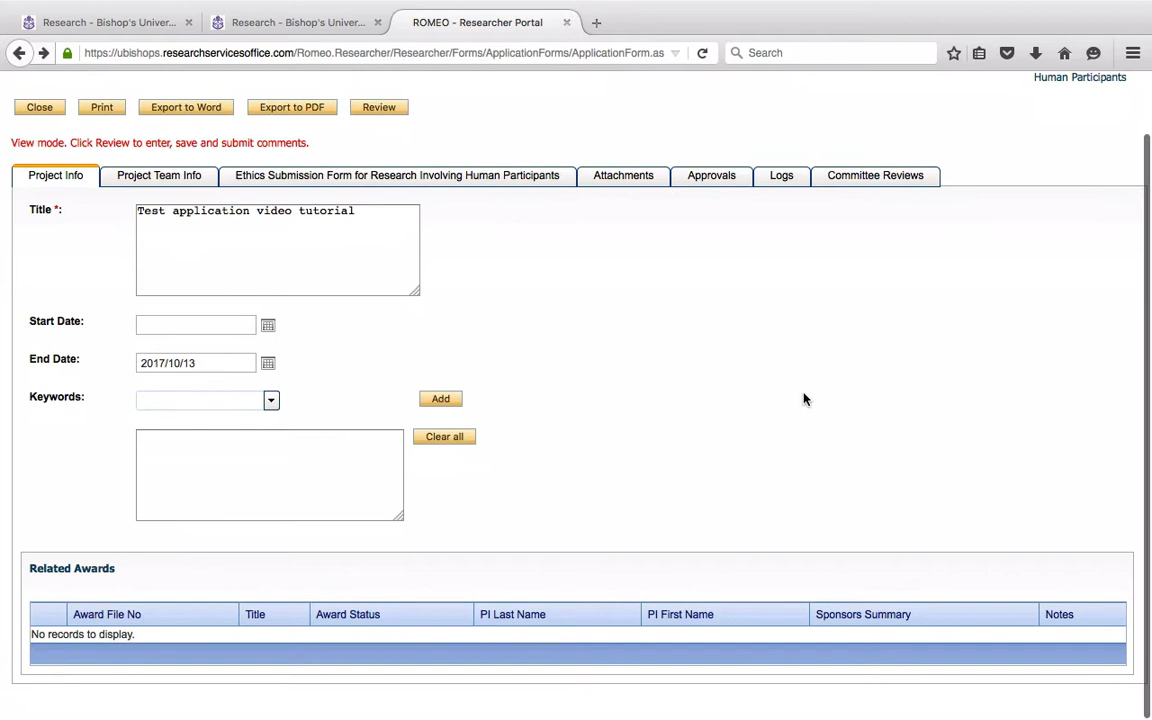 Research - Bishop's Univer...
Research - Bishop's Univer...
ROMEO - Researcher Portal
https://ubishops.researchservicesoffice.com/Romeo.Researcher/Researcher/Forms/ApplicationForms/ApplicationForm.as
Search
Human Participants
Close
Print
Export to Word
Export to PDF
Review
View mode. Click Review to enter, save and submit comments.
Project Info
Project Team Info
Ethics Submission Form for Research Involving Human Participants
Attachments
Approvals
Logs
Committee Reviews
Title *:
Test application video tutorial
Start Date:
End Date:
2017/10/13
Keywords:
Add
Clear all
Related Awards
Award File No
Title
Award Status
PI Last Name
PI First Name
Sponsors Summary
Notes
No records to display.